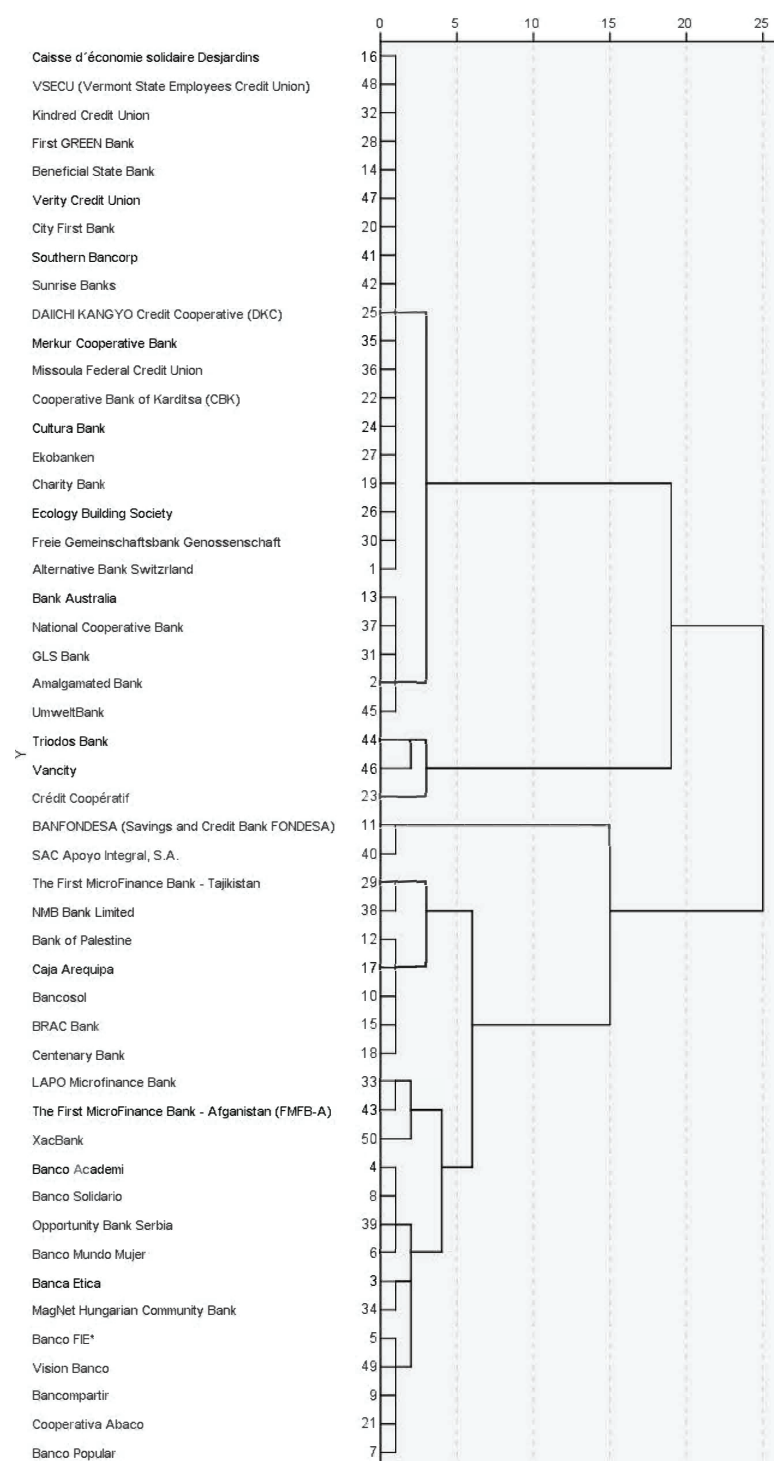 0 5 10 15 20 25
Caisse d´économie solidaire Desjardins 16
VSECU (Vermont State Employees Credit Union) 48
Kindred Credit Union 32
First GREEN Bank 28
Beneficial State Bank 14
Verity Credit Union 47
City First Bank 20
Southern Bancorp 41
Sunrise Banks 42
DAIICHI KANGYO Credit Cooperative (DKC) 25
Merkur Cooperative Bank 35
Missoula Federal Credit Union 36
Cooperative Bank of Karditsa (CBK) 22
Cultura Bank 24
Ekobanken 27
Charity Bank 19
Ecology Building Society 26
Freie Gemeinschaftsbank Genossenschaft 30
Alternative Bank Switzrland 1
Bank Australia 13
National Cooperative Bank 37
GLS Bank 31
Amalgamated Bank 2
UmweltBank 45
Triodos Bank 44
Y
Vancity 46
Crédit Coopératif 23
BANFONDESA (Savings and Credit Bank FONDESA) 11
SAC Apoyo Integral, S.A. 40
The First MicroFinance Bank - Tajikistan 29
NMB Bank Limited 38
Bank of Palestine 12
Caja Arequipa 17
Bancosol 10
BRAC Bank 15
Centenary Bank 18
LAPO Microfinance Bank 33
The First MicroFinance Bank - Afganistan (FMFB-A) 43
XacBank 50
Banco Academi 4
Banco Solidario 8
Opportunity Bank Serbia 39
Banco Mundo Mujer 6
Banca Etica 3
MagNet Hungarian Community Bank 34
Banco FIE* 5
Vision Banco 49
Bancompartir 9
Cooperativa Abaco 21
Banco Popular 7